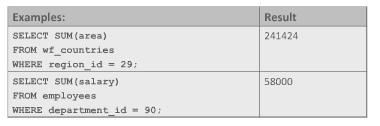 Examples: Result
SELECT SUM(area) 241424
FROM wf_countries
WHERE region_id = 29;
SELECT SUM(salary) 58000
FROM employees
WHERE department_id = 90;